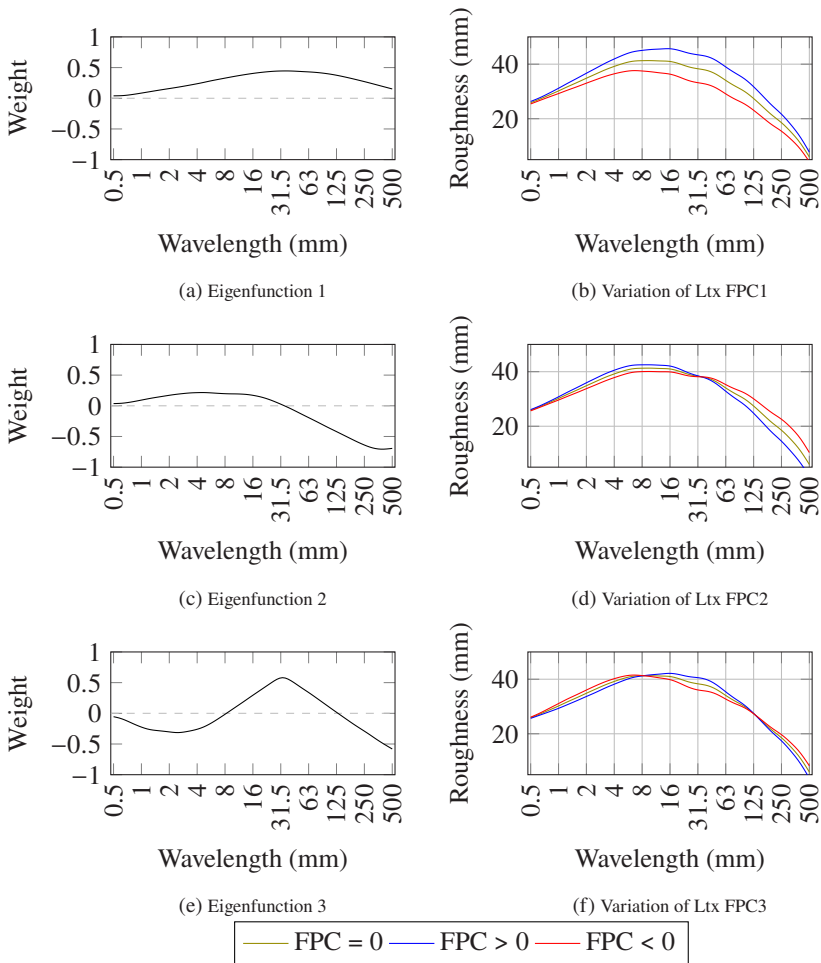 1
0.5
0
−0.5
−1
Weight
0.5 1 2 4 8 16 31.5 63 125 250 500
Wavelength (mm)
(a) Eigenfunction 1
40
20
Roughness (mm)
0.5 1 2 4 8 16 31.5 63 125 250 500
Wavelength (mm)
(b) Variation of Ltx FPC1
1
0.5
0
−0.5
−1
Weight
0.5 1 2 4 8 16 31.5 63 125 250 500
Wavelength (mm)
(c) Eigenfunction 2
40
20
Roughness (mm)
0.5 1 2 4 8 16 31.5 63 125 250 500
Wavelength (mm)
(d) Variation of Ltx FPC2
1
0.5
0
−0.5
−1
Weight
0.5 1 2 4 8 16 31.5 63 125 250 500
Wavelength (mm)
(e) Eigenfunction 3
40
20
Roughness (mm)
0.5 1 2 4 8 16 31.5 63 125 250 500
Wavelength (mm)
(f) Variation of Ltx FPC3
FPC = 0 FPC > 0 FPC < 0